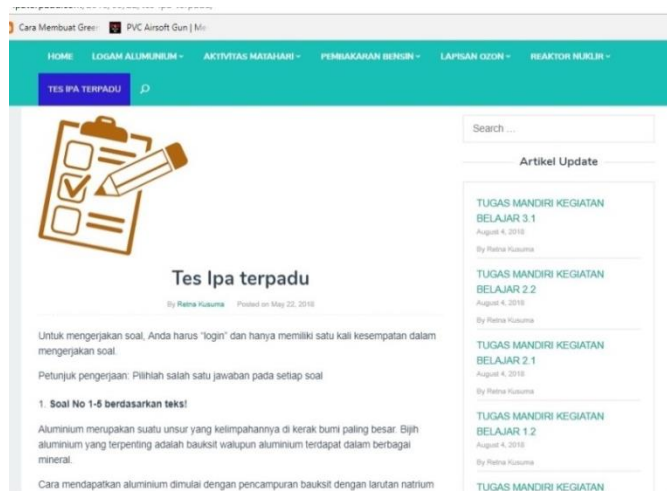 Cara Membuat Gree
PVC Airsoft Gun | Me
HOME LOGAM ALUMUNIUM AKTIVITAS MATAHARI PEMBAKARAN BENSIN LAPISAN OZON REAKTOR NUKLIR
TES IPA TERPADU
Tes Ipa terpadu
By Retna Kusuma Posted on May 22, 2018
Untuk mengerjakan soal, Anda harus "login" dan hanya memiliki satu kali kesempatan dalam
mengerjakan soal.
Petunjuk pengerjaan: Pilihlah salah satu jawaban pada setiap soal
1. Soal No 1-5 berdasarkan teks!
Aluminium merupakan suatu unsur yang kelimpahannya di kerak bumi paling besar. Bijih
aluminium yang terpenting adalah bauksit walupun aluminium terdapat dalam berbagai
mineral.
Cara mendapatkan aluminium dimulai dengan pencampuran bauksit dengan larutan natrium
Search ...
Artikel Update
TUGAS MANDIRI KEGIATAN
BELAJAR 3.1
August 4, 2018
By Retna Kusuma
TUGAS MANDIRI KEGIATAN
BELAJAR 2.2
August 4, 2018
By Retna Kusuma
TUGAS MANDIRI KEGIATAN
BELAJAR 2.1
August 4, 2018
By Retna Kusuma
TUGAS MANDIRI KEGIATAN
BELAJAR 1.2
August 4, 2018
By Retna Kusuma
TUGAS MANDIRI KEGIATAN